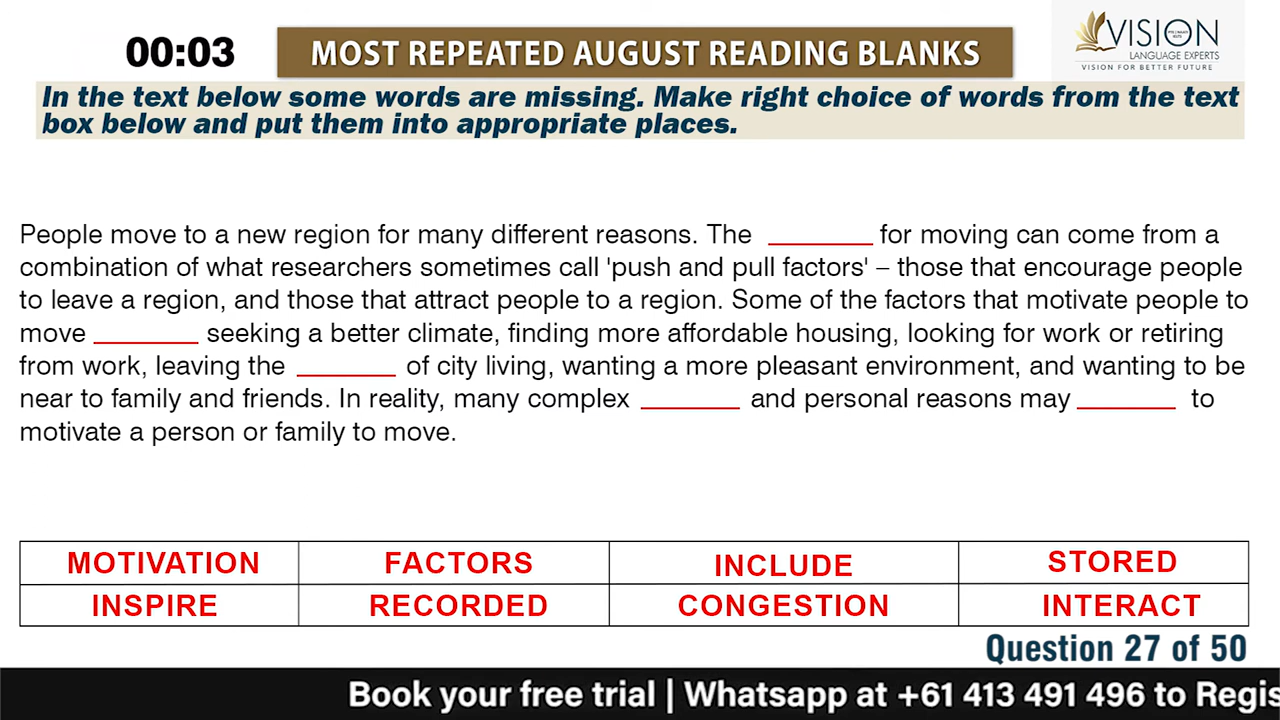 00:03
MOST REPEATED AUGUST READING BLANKS
VISION
LANGUAGE EXPERTS
VISION FOR BETTER FUTURE
In the text below some words are missing. Make right choice of words from the text
box below and put them into appropriate places.
People move to a new region for many different reasons. The ________ for moving can come from a
combination of what researchers sometimes call 'push and pull factors' – those that encourage people
to leave a region, and those that attract people to a region. Some of the factors that motivate people to
move ________ seeking a better climate, finding more affordable housing, looking for work or retiring
from work, leaving the ________ of city living, wanting a more pleasant environment, and wanting to be
near to family and friends. In reality, many complex ________ and personal reasons may ________ to
motivate a person or family to move.
MOTIVATION FACTORS INCLUDE STORED
INSPIRE RECORDED CONGESTION INTERACT
Question 27 of 50
Book your free trial | Whatsapp at +61 413 491 496 to Regis